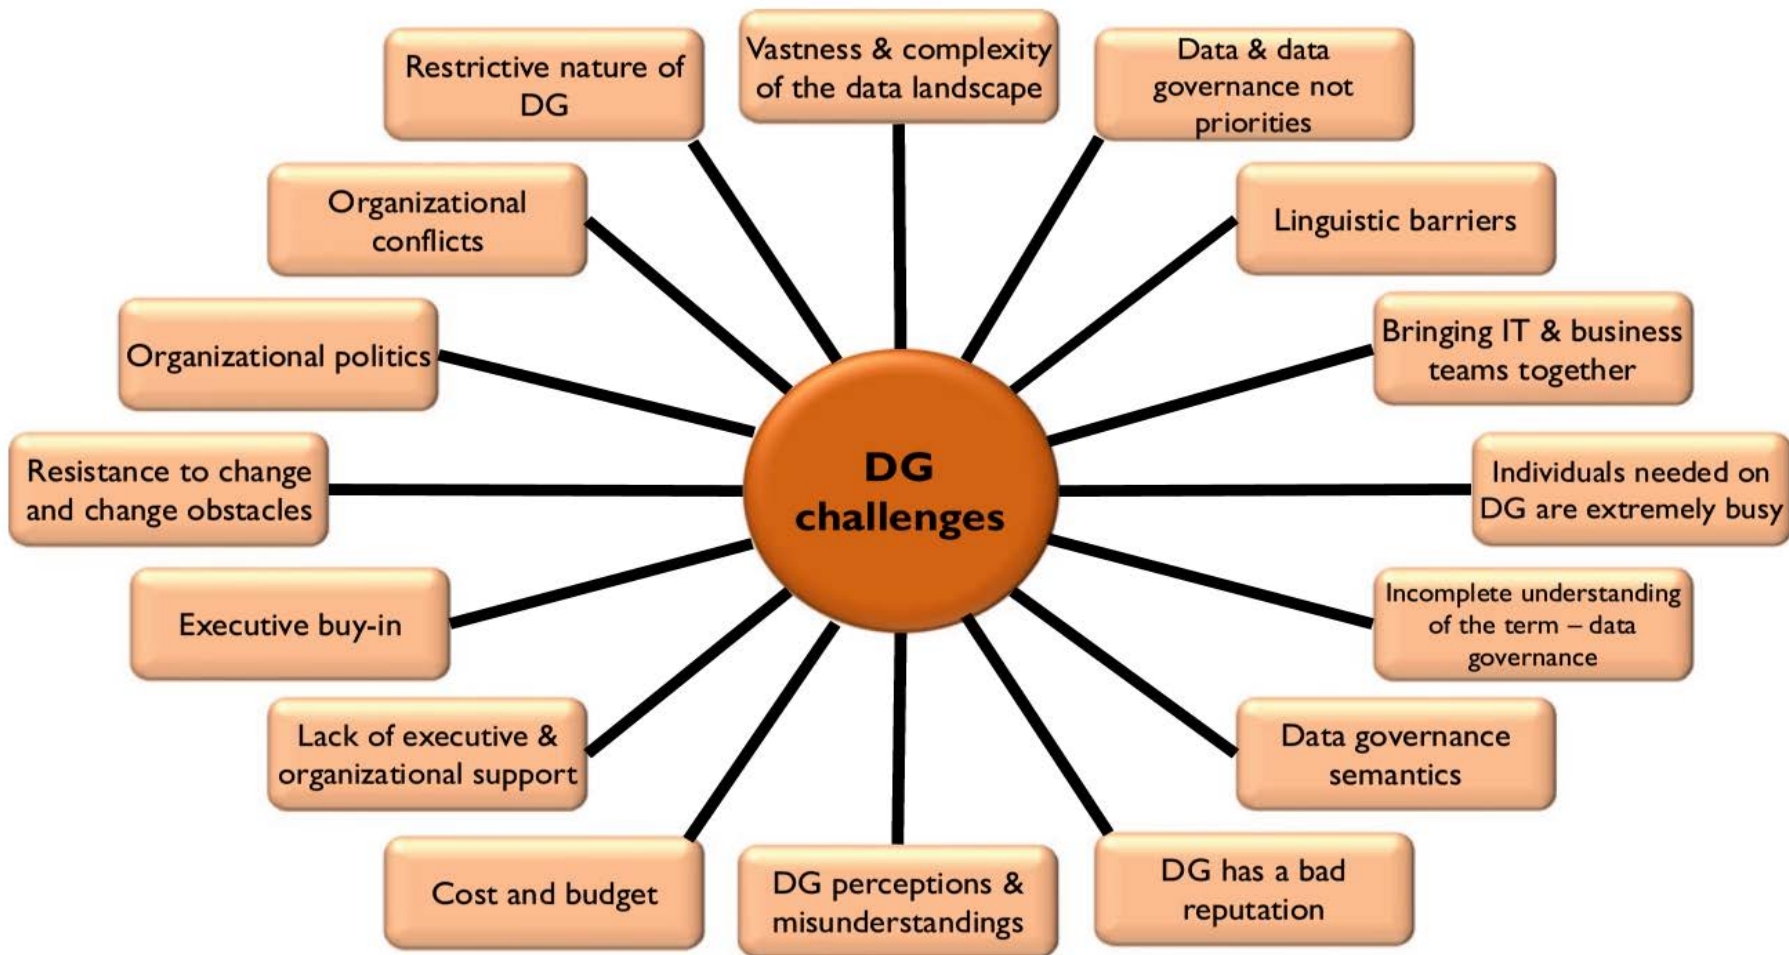 Vastness & complexity
of the data landscape
Data & data
governance not
priorities
Linguistic barriers
Bringing IT & business
teams together
Individuals needed on
DG are extremely busy
Incomplete understanding
of the term – data
governance
Data governance
semantics
DG has a bad
reputation
DG perceptions &
misunderstandings
Cost and budget
Lack of executive &
organizational support
Executive buy-in
Resistance to change
and change obstacles
Organizational politics
Organizational
conflicts
Restrictive nature of
DG
DG
challenges